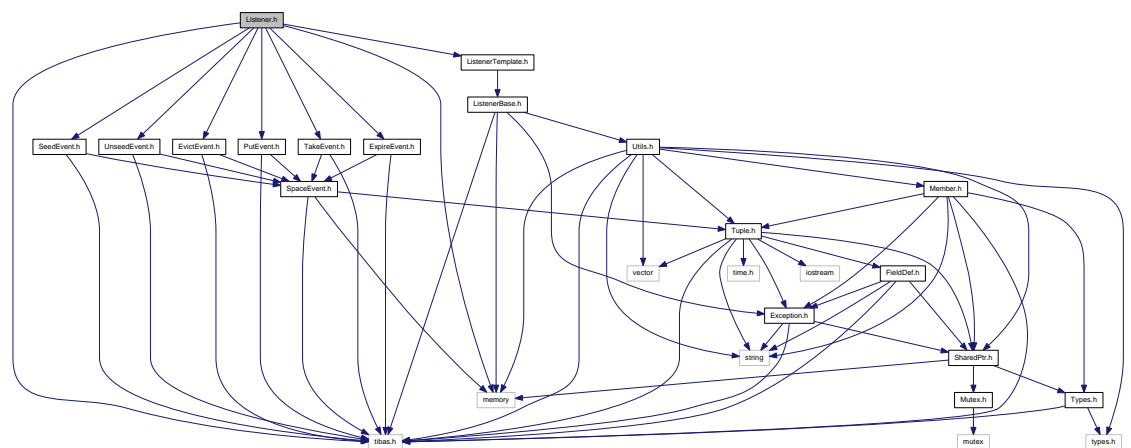 Listener.h
ListenerTemplate.h
ListenerBase.h
SeedEvent.h
UnseedEvent.h
EvictEvent.h
PutEvent.h
TakeEvent.h
ExpireEvent.h
Utils.h
SpaceEvent.h
Member.h
Tuple.h
vector
time.h
iostream
FieldDef.h
Exception.h
string
SharedPtr.h
memory
Mutex.h
Types.h
tibas.h
mutex
types.h